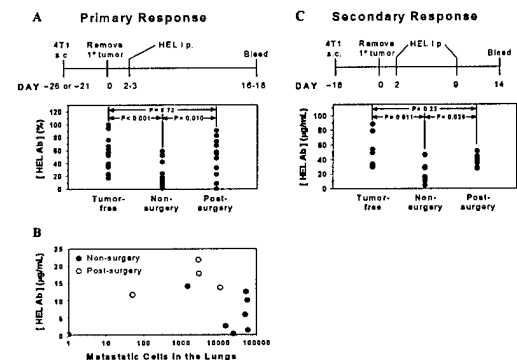 A Primary Response
4T1 s.c. Remove 1° tumor HEL i.p. Bleed
DAY -26 or -21 0 2-3 16-18
[HEL Ab] (%)
120
100
80
60
40
20
0
P = 0.72
P < 0.001 P = 0.010
Tumor-free Non-surgery Post-surgery
B
[HEL Ab] (µg/mL)
25
20
15
10
5
0
Non-surgery
Post-surgery
1 10 100 1000 10000 100000
Metastatic Cells in the Lungs
C Secondary Response
4T1 s.c. Remove 1° tumor HEL i.p. Bleed
DAY -16 0 2 9 14
[HEL Ab] (µg/mL)
100
80
60
40
20
0
P = 0.23
P = 0.011 P = 0.026
Tumor-free Non-surgery Post-surgery